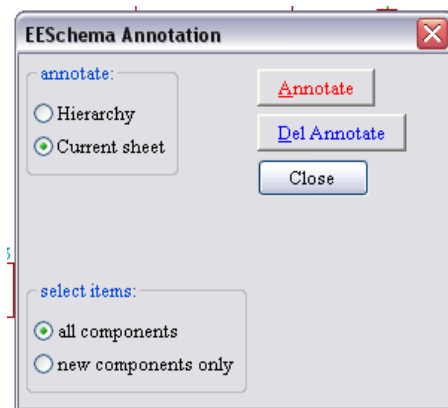 EESchema Annotation
annotate:
Hierarchy
Current sheet
Annotate
Del Annotate
Close
select items:
all components
new components only